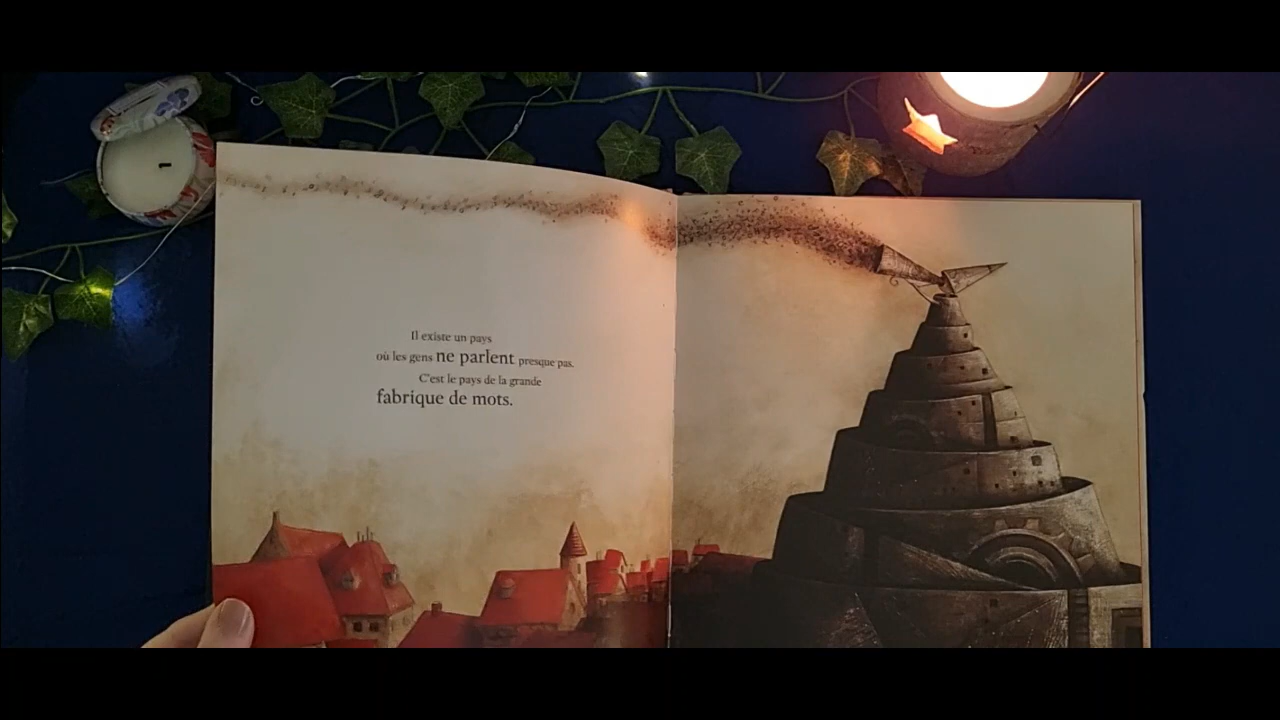 Il existe un pays
où les gens ne parlent presque pas.
C'est le pays de la grande
fabrique de mots.